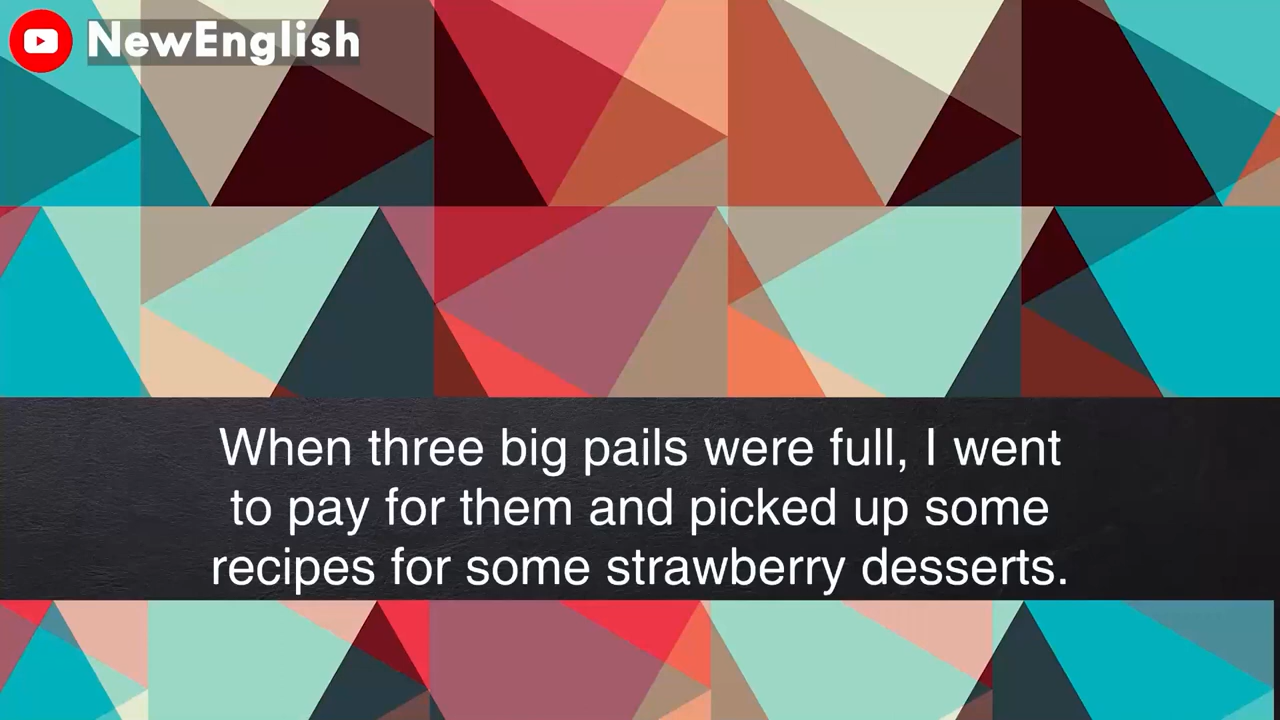 NewEnglish
When three big pails were full, I went
to pay for them and picked up some
recipes for some strawberry desserts.